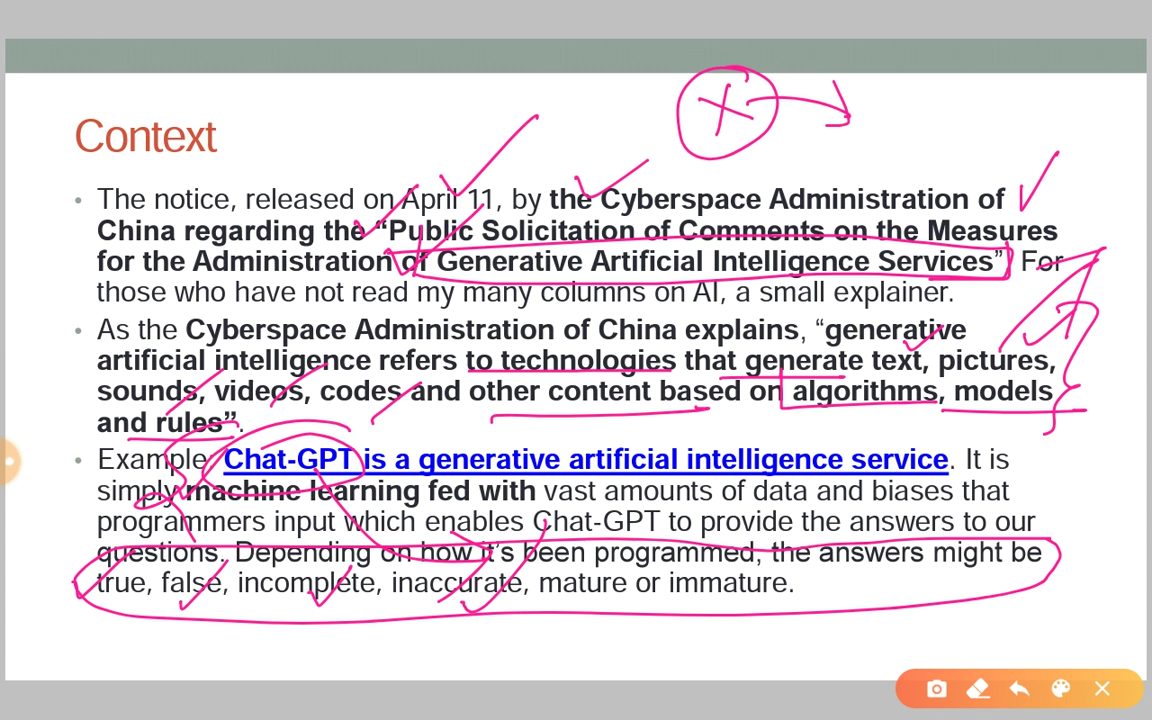 Context
• The notice, released on April 11, by the Cyberspace Administration of
China regarding the “Public Solicitation of Comments on the Measures
for the Administration of Generative Artificial Intelligence Services” For
those who have not read my many columns on AI, a small explainer.
• As the Cyberspace Administration of China explains, “generative
artificial intelligence refers to technologies that generate text, pictures,
sounds, videos, codes and other content based on algorithms, models
and rules”.
• Example: Chat-GPT is a generative artificial intelligence service. It is
simply machine learning fed with vast amounts of data and biases that
programmers input which enables Chat-GPT to provide the answers to our
questions. Depending on how it’s been programmed, the answers might be
true, false, incomplete, inaccurate, mature or immature.